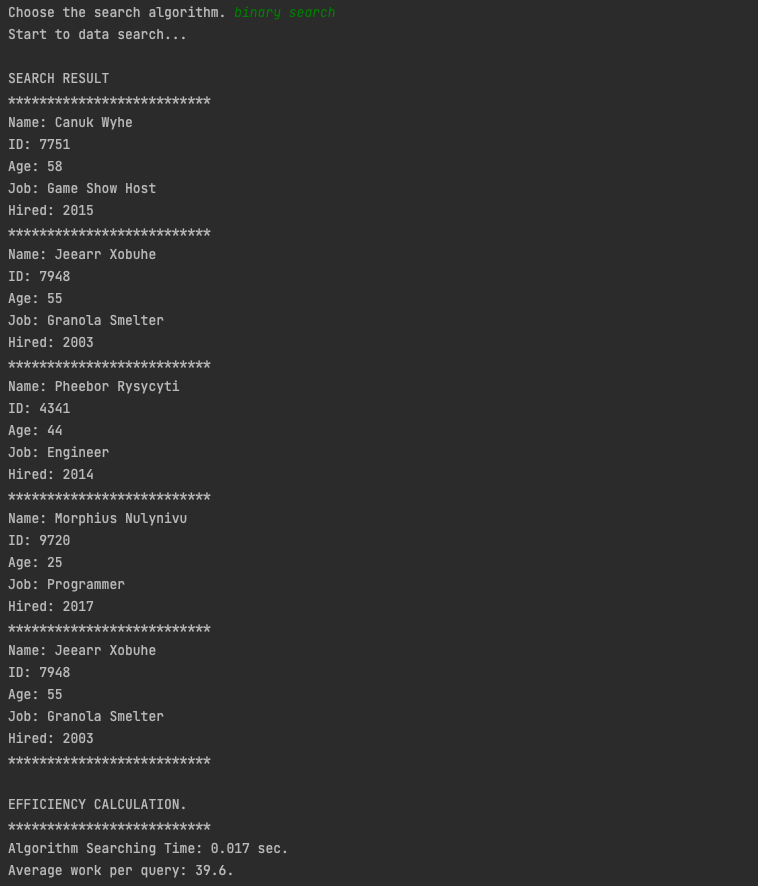 Choose the search algorithm. binary search
Start to data search...
SEARCH RESULT
**************************
Name: Canuk Wyhe
ID: 7751
Age: 58
Job: Game Show Host
Hired: 2015
**************************
Name: Jeearr Xobuhe
ID: 7948
Age: 55
Job: Granola Smelter
Hired: 2003
**************************
Name: Pheebor Rysycyti
ID: 4341
Age: 44
Job: Engineer
Hired: 2014
**************************
Name: Morphius Nulynivu
ID: 9720
Age: 25
Job: Programmer
Hired: 2017
**************************
Name: Jeearr Xobuhe
ID: 7948
Age: 55
Job: Granola Smelter
Hired: 2003
**************************
EFFICIENCY CALCULATION.
**************************
Algorithm Searching Time: 0.017 sec.
Average work per query: 39.6.